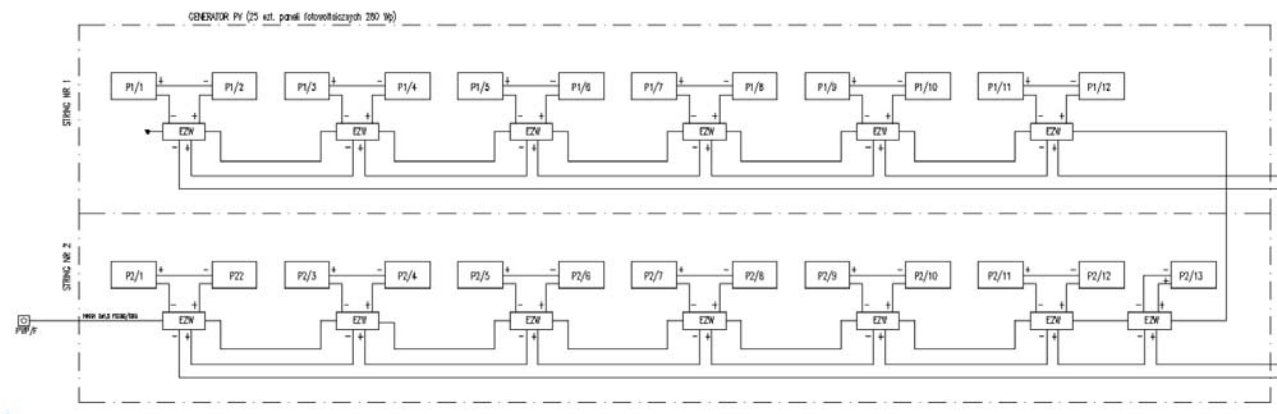 GENERATOR PV (25 szt. paneli fotowoltaicznych 280 Wp)
STRING NR 1
P1/1 + - P1/2 P1/3 + - P1/4 P1/5 + - P1/6 P1/7 + - P1/8 P1/9 + - P1/10 P1/11 + - P1/12
- + - + - + - + - + - +
EZW EZW EZW EZW EZW EZW
- + - + - + - + - + - +
STRING NR 2
P2/1 + - P22 P2/3 + - P2/4 P2/5 + - P2/6 P2/7 + - P2/8 P2/9 + - P2/10 P2/11 + - P2/12 - + P2/13
- + - + - + - + - + - + - +
EZW EZW EZW EZW EZW EZW EZW
- + - + - + - + - + - + - +
PWP/F